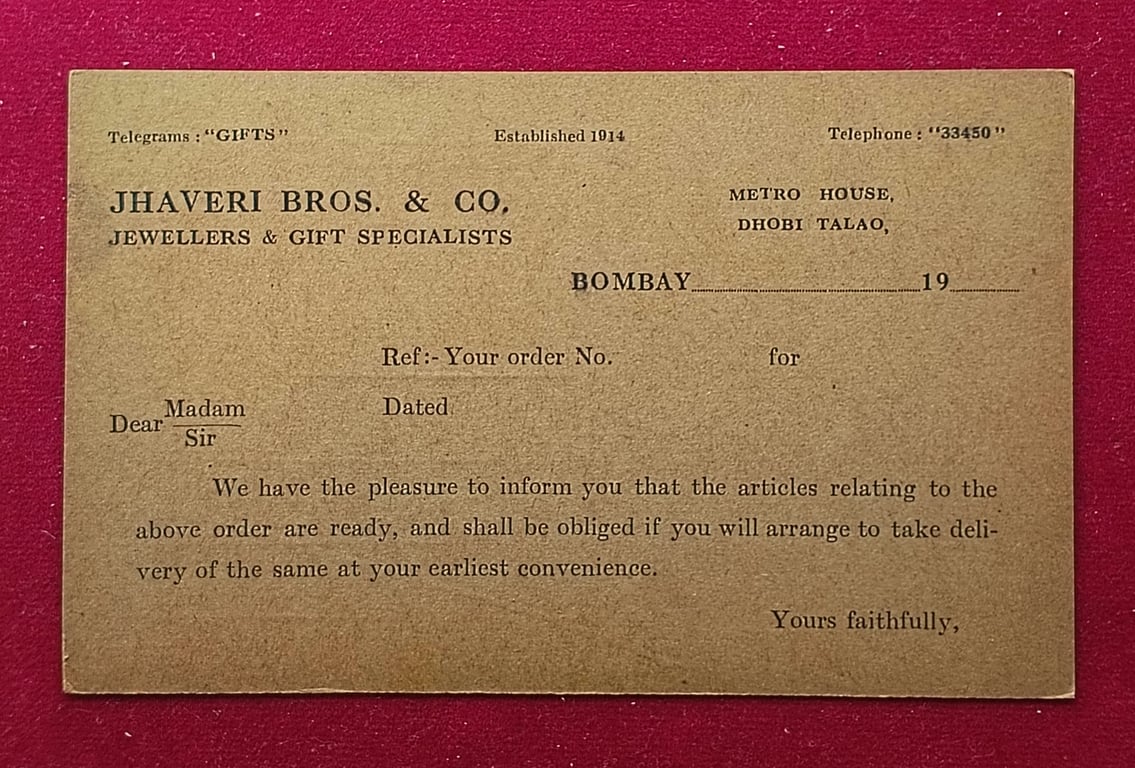 Telegrams : "GIFTS" Established 1914 Telephone : "33450"
JHAVERI BROS. & CO.
JEWELLERS & GIFT SPECIALISTS
METRO HOUSE,
DHOBI TALAO,
BOMBAY 19
Ref:- Your order No. for
Dated
Dear Madam
Sir
We have the pleasure to inform you that the articles relating to the
above order are ready, and shall be obliged if you will arrange to take deli-
very of the same at your earliest convenience.
Yours faithfully,